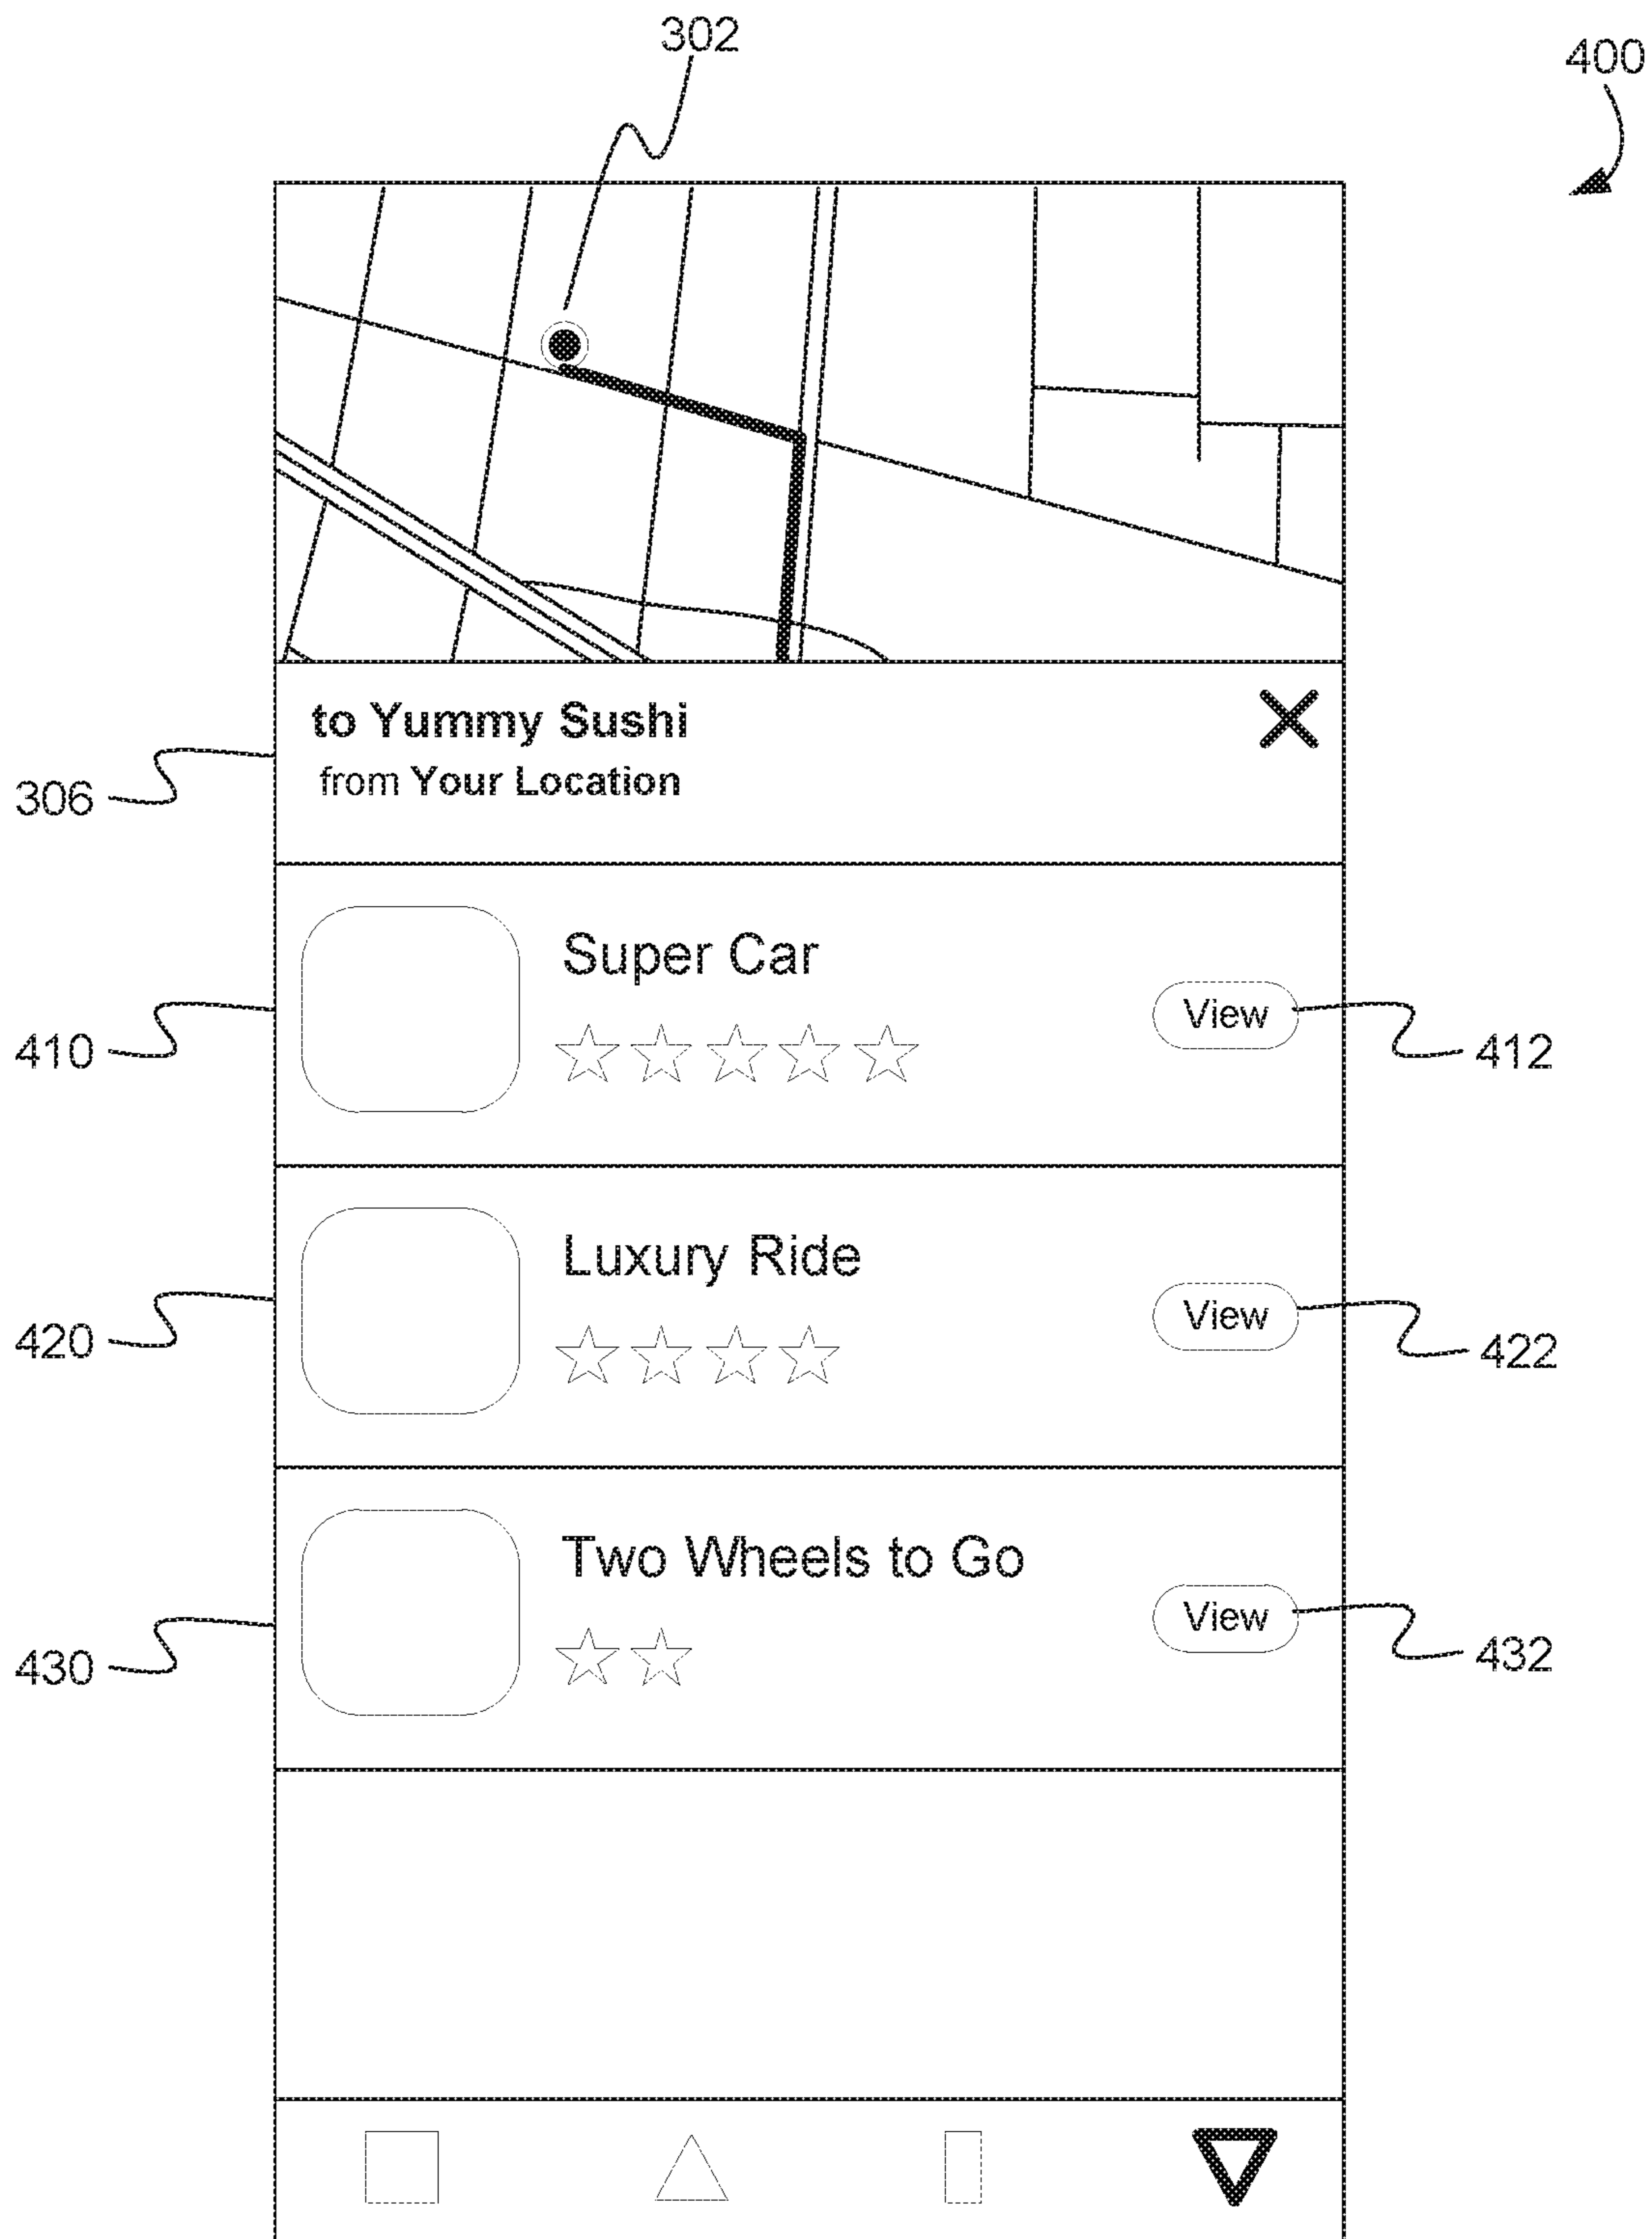 302
400
to Yummy Sushi
from Your Location
306
Super Car
View
410
412
Luxury Ride
View
420
422
Two Wheels to Go
View
430
432